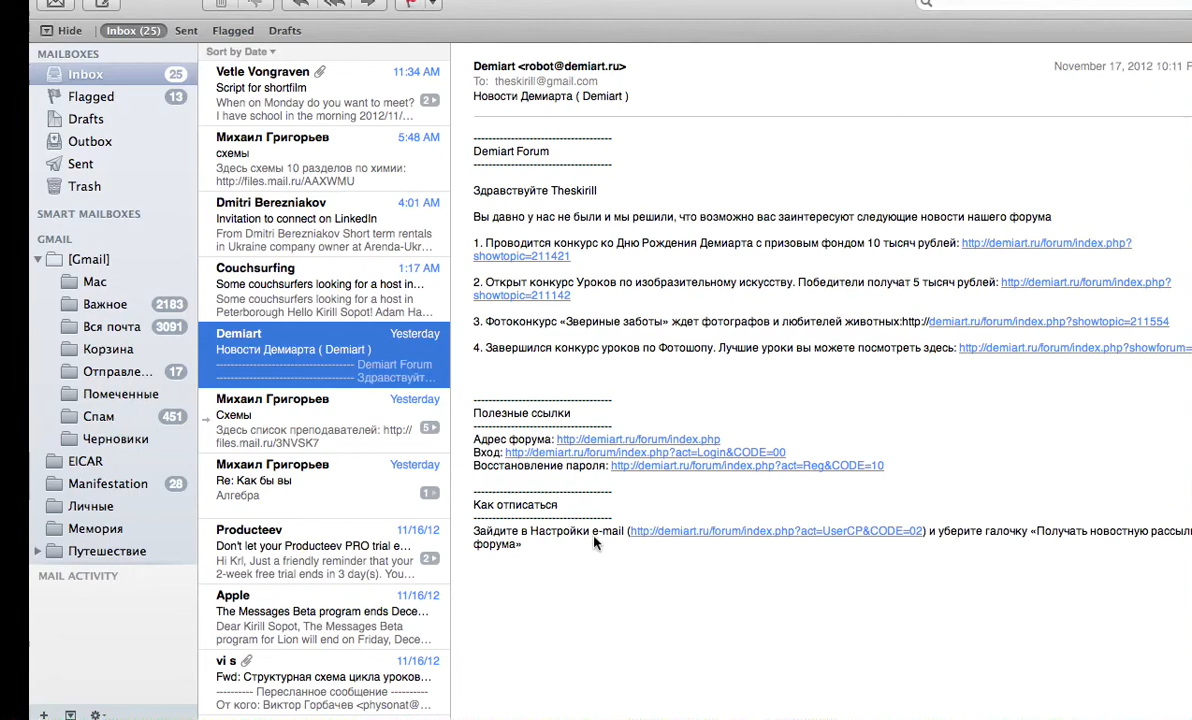 Hide Inbox (25) Sent Flagged Drafts
MAILBOXES
Inbox 25
Flagged 13
Drafts
Outbox
Sent
Trash
SMART MAILBOXES
GMAIL
[Gmail]
Mac
Важное 2183
Вся почта 3091
Корзина
Отправле... 17
Помеченные
Спам 451
Черновики
EICAR
Manifestation 28
Личные
Мемория
Путешествие
MAIL ACTIVITY
Sort by Date
Vetle Vongraven 11:34 AM
Script for shortfilm
When on Monday do you want to meet? 2
I have school in the morning 2012/11/...
Михаил Григорьев 5:48 AM
схемы
Здесь схемы 10 разделов по химии:
http://files.mail.ru/AAXWMU
Dmitri Berezniakov 4:01 AM
Invitation to connect on LinkedIn
From Dmitri Berezniakov Short term rentals
in Ukraine company owner at Arenda-Ukr...
Couchsurfing 1:17 AM
Some couchsurfers looking for a host in...
Some couchsurfers looking for a host in
Peterborough Hello Kirill Sopot! Adam Ha...
Demiart Yesterday
Новости Демиарта ( Demiart )
------------------------------------- Demiart Forum
------------------------------------- Здравствуйт...
Михаил Григорьев Yesterday
Схемы
Здесь список преподавателей: http:// 5
files.mail.ru/3NVSK7
Михаил Григорьев Yesterday
Re: Как бы вы
Алгебра 1
Producteev 11/16/12
Don't let your Producteev PRO trial e...
Hi Krl, Just a friendly reminder that your 2
2-week free trial ends in 3 day(s). You...
Apple 11/16/12
The Messages Beta program ends Dece...
Dear Kirill Sopot, The Messages Beta
program for Lion will end on Friday, Dece...
vi s 11/16/12
Fwd: Структурная схема цикла уроков...
---------- Пересланное сообщение ----------
От кого: Виктор Горбачев <physonat@...
Demiart <robot@demiart.ru> November 17, 2012 10:11 P
To: theskirill@gmail.com
Новости Демиарта ( Demiart )
-------------------------------------
Demiart Forum
-------------------------------------
Здравствуйте Theskirill
Вы давно у нас не были и мы решили, что возможно вас заинтересуют следующие новости нашего форума
1. Проводится конкурс ко Дню Рождения Демиарта с призовым фондом 10 тысяч рублей: http://demiart.ru/forum/index.php?
showtopic=211421
2. Открыт конкурс Уроков по изобразительному искусству. Победители получат 5 тысяч рублей: http://demiart.ru/forum/index.php?
showtopic=211142
3. Фотоконкурс «Звериные заботы» ждет фотографов и любителей животных:http://demiart.ru/forum/index.php?showtopic=211554
4. Завершился конкурс уроков по Фотошопу. Лучшие уроки вы можете посмотреть здесь: http://demiart.ru/forum/index.php?showforum=
-------------------------------------
Полезные ссылки
-------------------------------------
Адрес форума: http://demiart.ru/forum/index.php
Вход: http://demiart.ru/forum/index.php?act=Login&CODE=00
Восстановление пароля: http://demiart.ru/forum/index.php?act=Reg&CODE=10
-------------------------------------
Как отписаться
-------------------------------------
Зайдите в Настройки e-mail (http://demiart.ru/forum/index.php?act=UserCP&CODE=02) и уберите галочку «Получать новостную рассыл
форума»